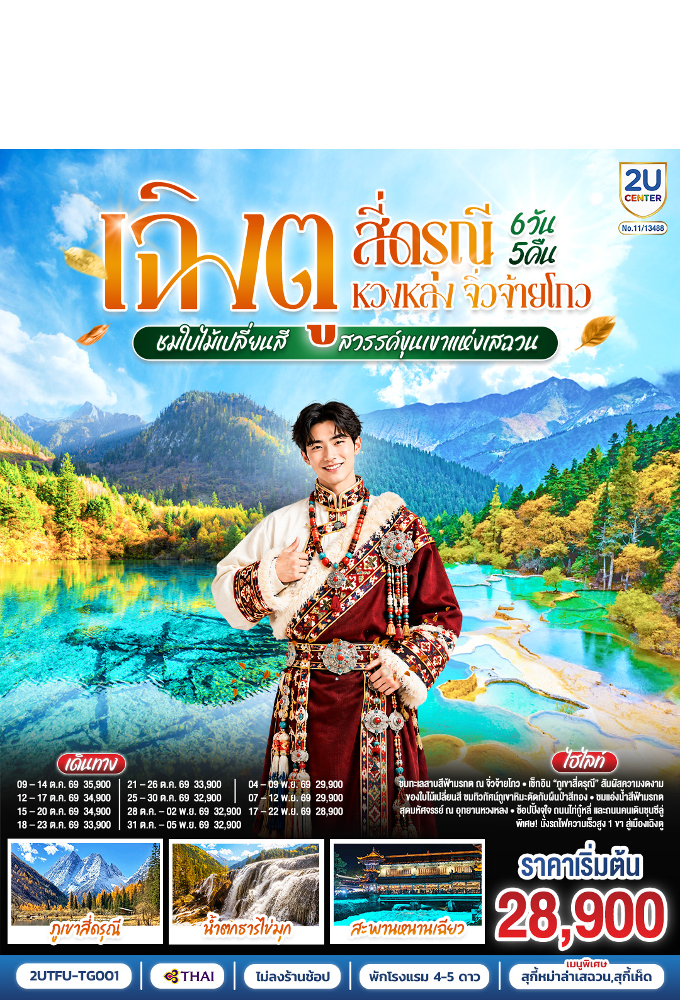 2U
CENTER
No.11/13488
เฉิงตู
สี่ดรุณี
6วัน
5คืน
หวงหลง จิ่วจ้ายโกว
ชมใบไม้เปลี่ยนสี สวรรค์ขุนเขาแห่งเสฉวน
เดินทาง
09 – 14 ต.ค. 69 35,900
12 – 17 ต.ค. 69 34,900
15 – 20 ต.ค. 69 34,900
18 – 23 ต.ค. 69 33,900
21 – 26 ต.ค. 69 33,900
25 – 30 ต.ค. 69 32,900
28 ต.ค. – 02 พ.ย. 69 32,900
31 ต.ค. – 05 พ.ย. 69 32,900
04 – 09 พ.ย. 69 29,900
07 – 12 พ.ย. 69 29,900
17 – 22 พ.ย. 69 28,900
ไฮไลท์
ชมทะเลสาบสีฟ้ามรกต ณ จิ่วจ้ายโกว • เช็กอิน “ภูเขาสี่ดรุณี” สัมผัสความงดงาม
ของใบไม้เปลี่ยนสี ชมทิวทัศน์ภูเขาหิมะตัดกับผืนป่าสีทอง • ชมแอ่งน้ำสีฟ้ามรกต
สุดมหัศจรรย์ ณ อุทยานหวงหลง • ช้อปปิ้งจุใจ ถนนไท่กู๋หลี่ และถนนคนเดินชุนซีลู่
พิเศษ! นั่งรถไฟความเร็วสูง 1 ขา สู่เมืองเฉิงตู
ภูเขาสี่ดรุณี
น้ำตกธารไข่มุก
สะพานหนานเฉียว
ราคาเริ่มต้น
28,900
2UTFU-TG001
THAI
ไม่ลงร้านช้อป
พักโรงแรม 4-5 ดาว
เมนูพิเศษ
สุกี้หม่าล่าเสฉวน,สุกี้เห็ด